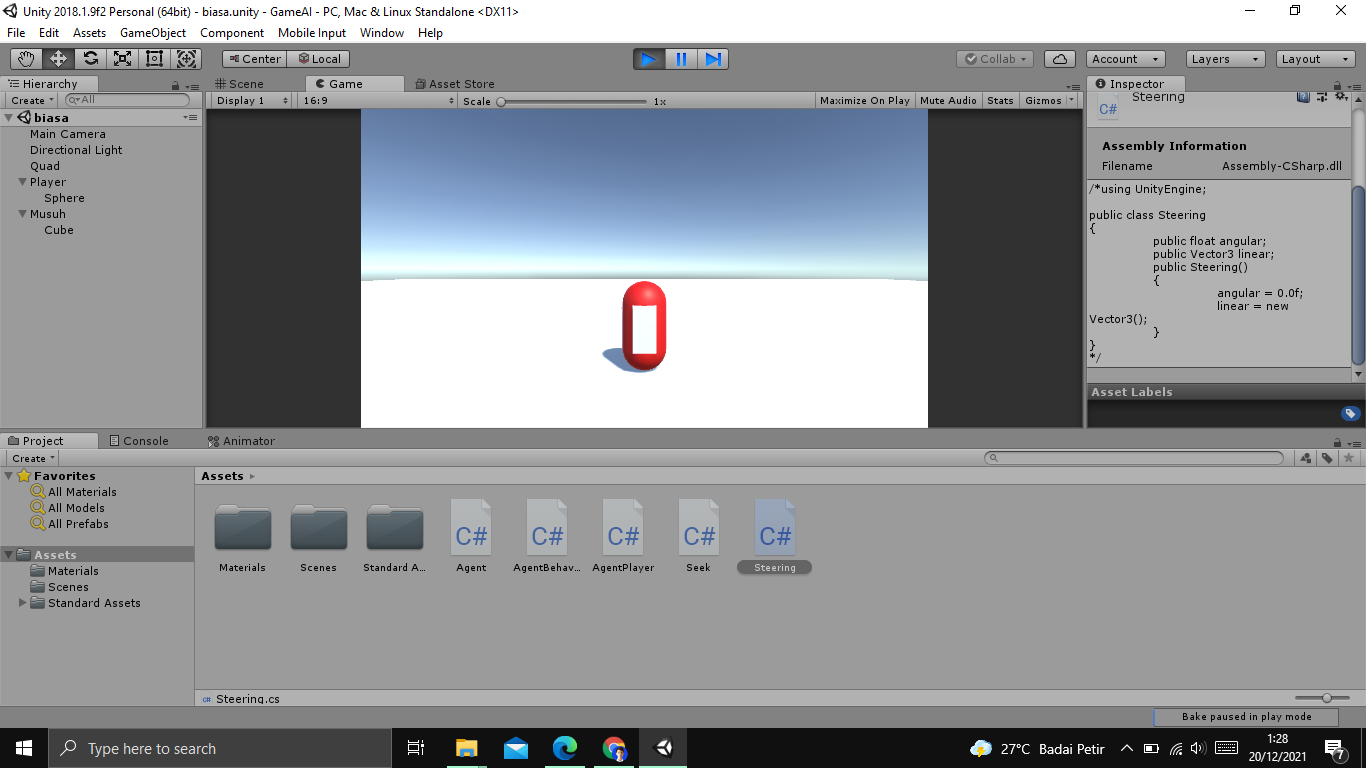 Unity 2018.1.9f2 Personal (64bit) - biasa.unity - GameAI - PC, Mac & Linux Standalone <DX11>
File Edit Assets GameObject Component Mobile Input Window Help
Center Local Collab Account Layers Layout
Hierarchy
Create All
biasa
Main Camera
Directional Light
Quad
Player
Sphere
Musuh
Cube
Scene Game Asset Store
Display 1 16:9 Scale 1x Maximize On Play Mute Audio Stats Gizmos
Inspector
C# Steering
Assembly Information
Filename Assembly-CSharp.dll
/*using UnityEngine;
public class Steering
{
public float angular;
public Vector3 linear;
public Steering()
{
angular = 0.0f;
linear = new
Vector3();
}
}
*/
Asset Labels
Project Console Animator
Create
Favorites
All Materials
All Models
All Prefabs
Assets
Materials
Scenes
Standard Assets
Assets
C# C# C# C# C#
Materials Scenes Standard A... Agent AgentBehav... AgentPlayer Seek Steering
C# Steering.cs
Bake paused in play mode
Type here to search
27°C Badai Petir
1:28
20/12/2021
7